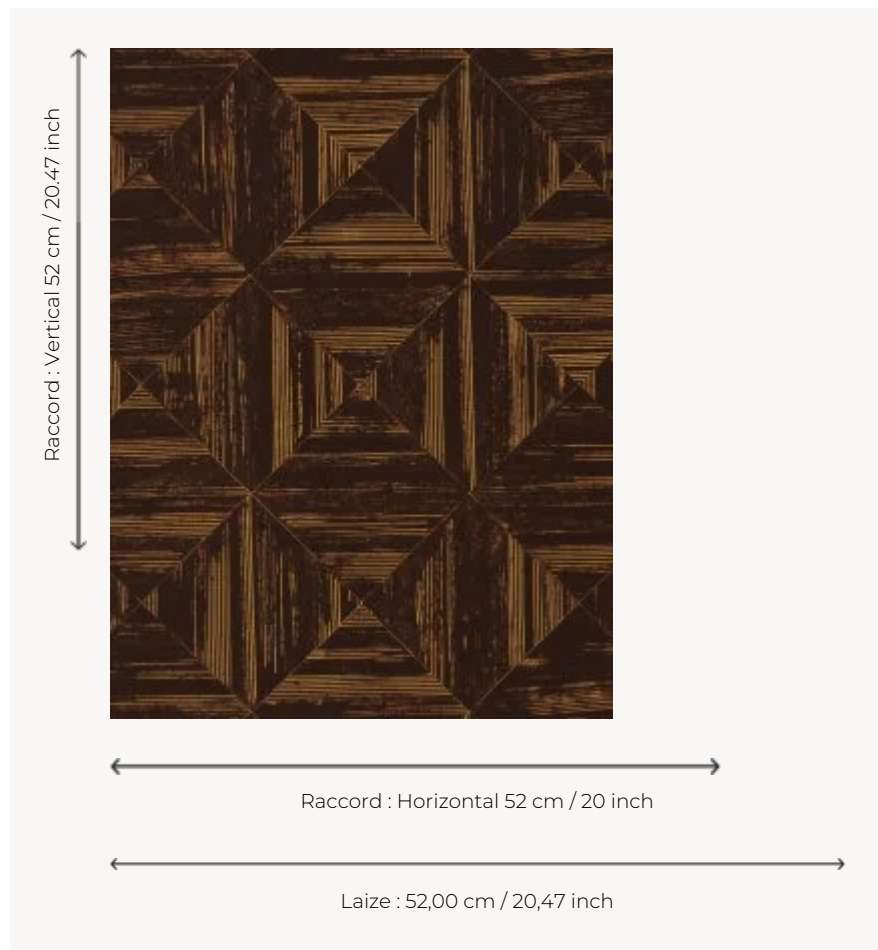 Raccord : Vertical 52 cm / 20.47 inch
Raccord : Horizontal 52 cm / 20 inch
Laize : 52,00 cm / 20,47 inch